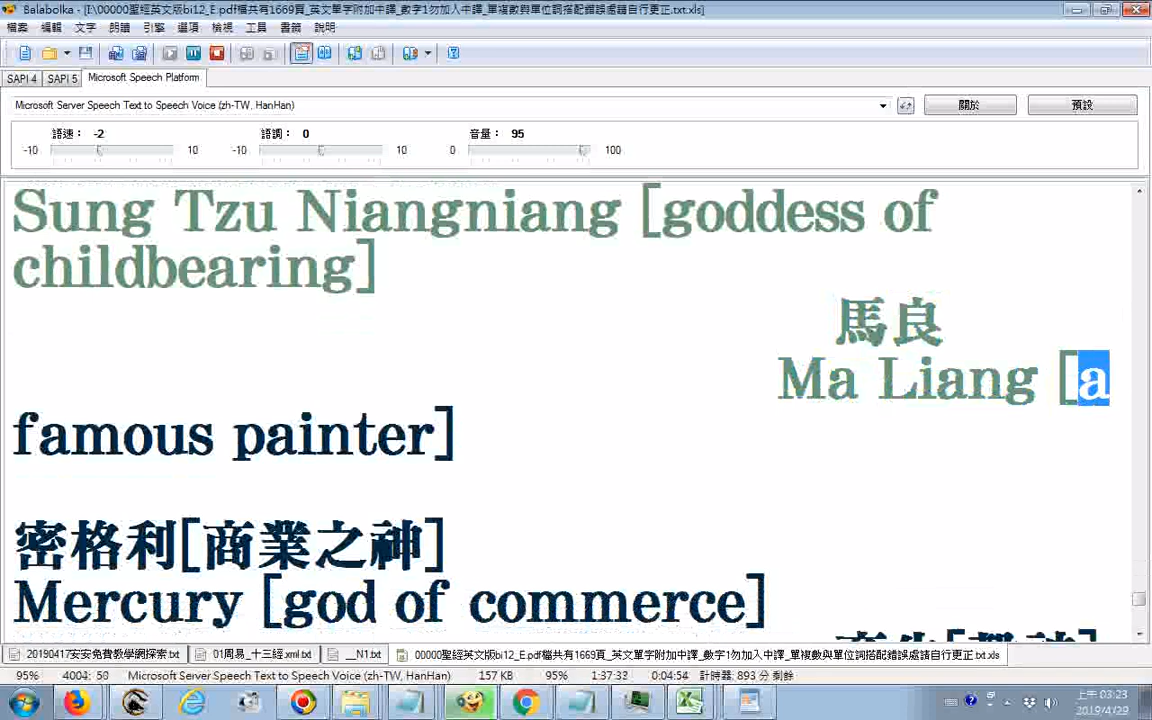 Balabolka - [I:\00000聖經英文版bi12_E.pdf檔共有1669頁_英文單字附加中譯_數字1勿加入中譯_單複數與單位詞搭配錯誤處請自行更正.txt.xls]
檔案 編輯 文字 朗讀 引擎 選項 檢視 工具 書籤 說明
SAPI 4 SAPI 5 Microsoft Speech Platform
Microsoft Server Speech Text to Speech Voice (zh-TW, HanHan) 關於 預設
語速： -2 語調： 0 音量： 95
-10 10 -10 10 0 100
Sung Tzu Niangniang [goddess of
childbearing]
馬良
Ma Liang [a
famous painter]
密格利[商業之神]
Mercury [god of commerce]
20190417安安免費教學網探索.txt 01周易_十三經.xml.txt __N1.txt 00000聖經英文版bi12_E.pdf檔共有1669頁_英文單字附加中譯_數字1勿加入中譯_單複數與單位詞搭配錯誤處請自行更正.txt.xls
95% 4004: 50 Microsoft Server Speech Text to Speech Voice (zh-TW, HanHan) 157 KB 95% 1:37:32 0:04:54 計時器: 893 分 剩餘
上午 03:23
2019/4/29